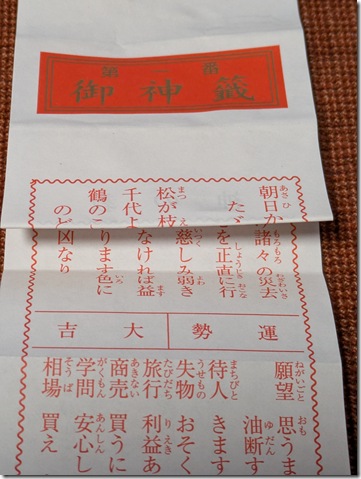 第一番
御神籤
朝日か
松が枝
千代
鶴の
のど
諸々の災去
を正直に行
慈しみ弱き
なければ益
ります色に
凶なり
運勢
大吉
願望 思うま
油断す
待人 きます
失物 おそく
旅行 利益あ
商売 買うに
学問 安心し
相場 買え